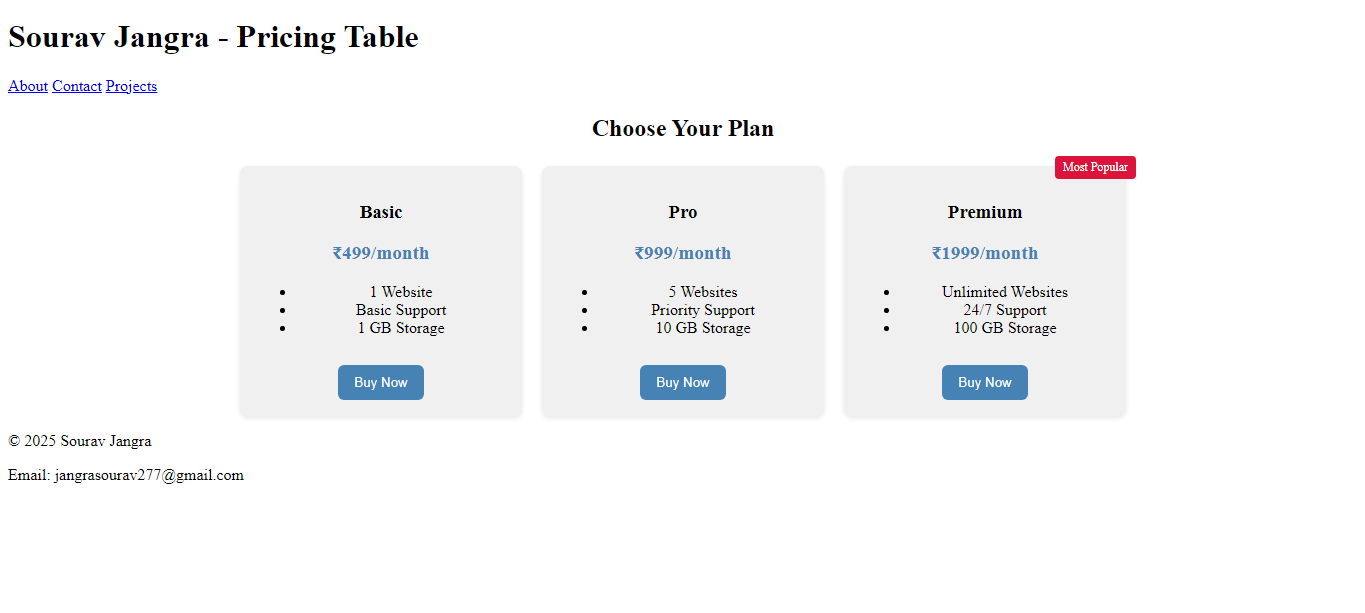 Sourav Jangra - Pricing Table
About Contact Projects
Choose Your Plan
Basic
₹499/month
1 Website
Basic Support
1 GB Storage
Buy Now
Pro
₹999/month
5 Websites
Priority Support
10 GB Storage
Buy Now
Most Popular
Premium
₹1999/month
Unlimited Websites
24/7 Support
100 GB Storage
Buy Now
© 2025 Sourav Jangra
Email: jangrasourav277@gmail.com